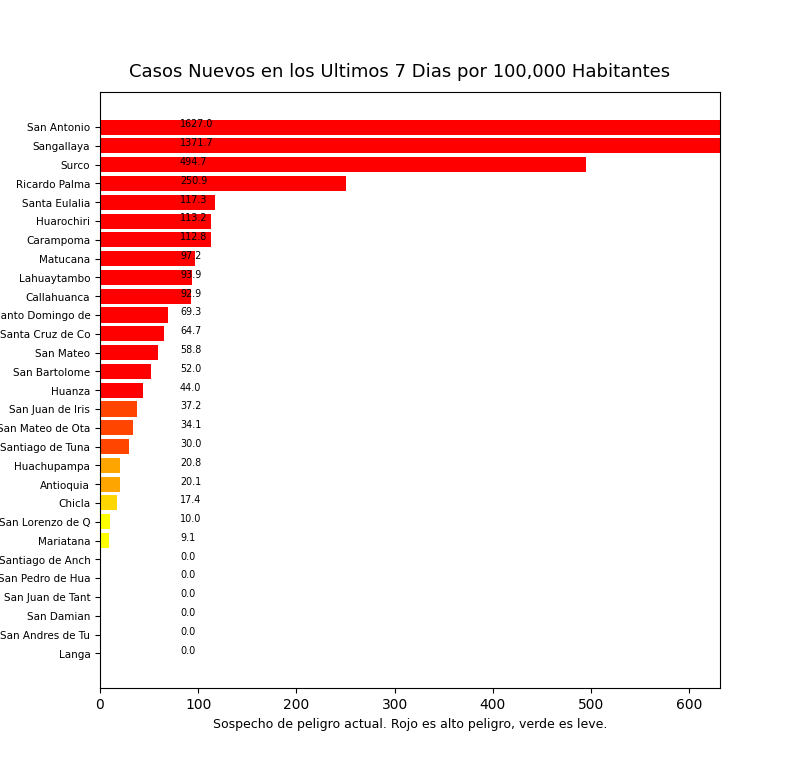 Casos Nuevos en los Ultimos 7 Dias por 100,000 Habitantes
San Antonio 1627.0
Sangallaya 1371.7
Surco 494.7
Ricardo Palma 250.9
Santa Eulalia 117.3
Huarochiri 113.2
Carampoma 112.8
Matucana 97.2
Lahuaytambo 93.9
Callahuanca 92.9
anto Domingo de 69.3
Santa Cruz de Co 64.7
San Mateo 58.8
San Bartolome 52.0
Huanza 44.0
San Juan de Iris 37.2
San Mateo de Ota 34.1
Santiago de Tuna 30.0
Huachupampa 20.8
Antioquia 20.1
Chicla 17.4
San Lorenzo de Q 10.0
Mariatana 9.1
Santiago de Anch 0.0
San Pedro de Hua 0.0
San Juan de Tant 0.0
San Damian 0.0
San Andres de Tu 0.0
Langa 0.0
0 100 200 300 400 500 600
Sospecho de peligro actual. Rojo es alto peligro, verde es leve.